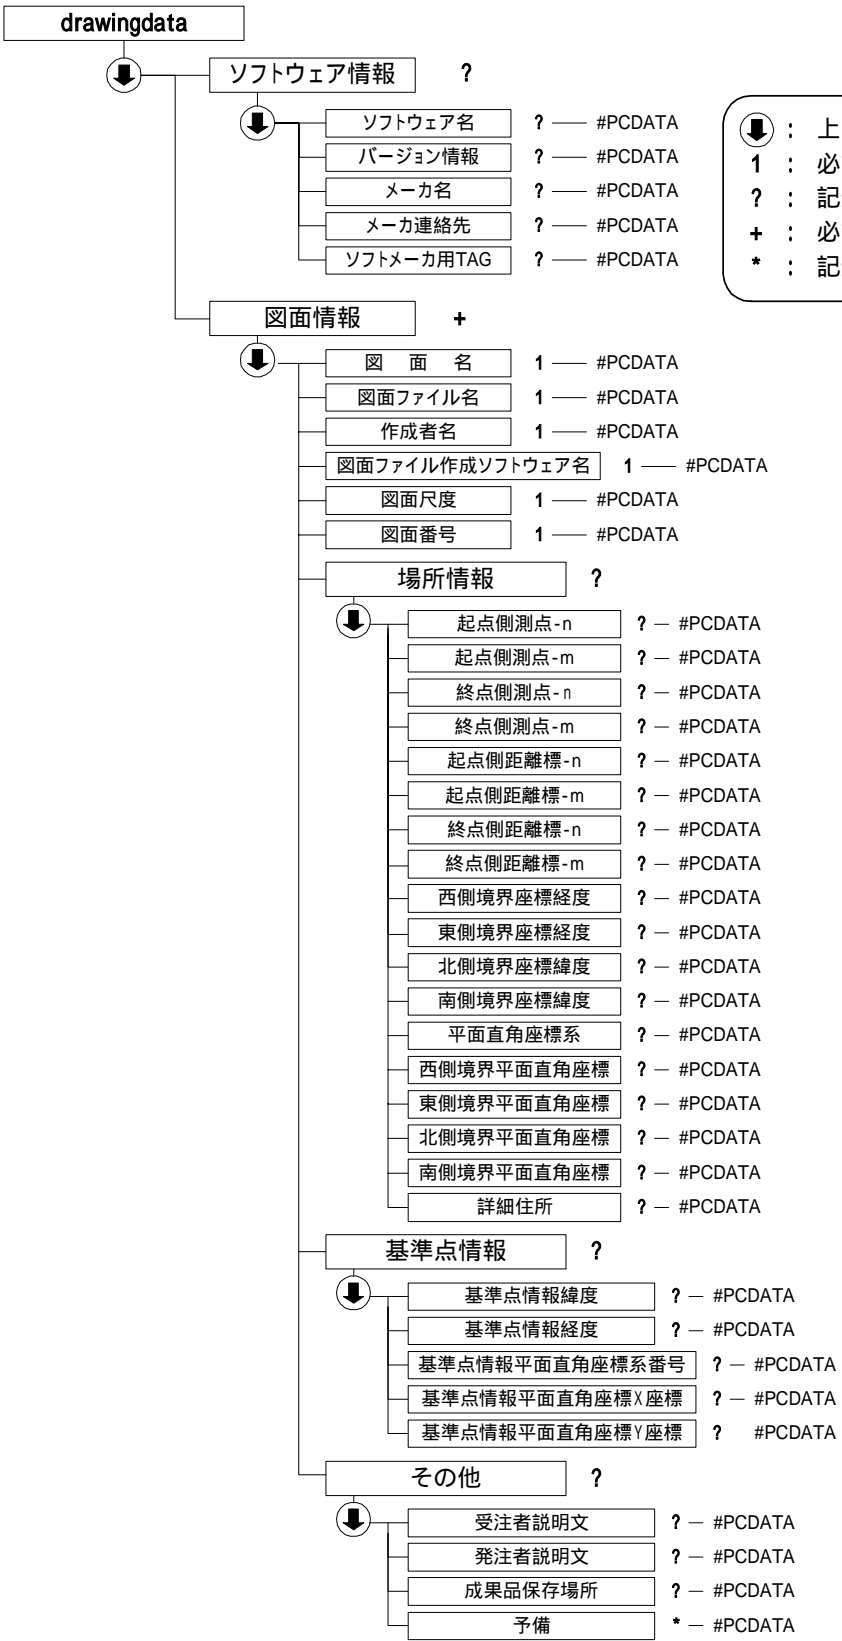 drawingdata
ソフトウェア情報 ?
ソフトウェア名 ? #PCDATA
バージョン情報 ? #PCDATA
メーカ名 ? #PCDATA
メーカ連絡先 ? #PCDATA
ソフトメーカ用TAG ? #PCDATA
: 上
1 : 必
? : 記
+ : 必
* : 記
図面情報 +
図 面 名 1 #PCDATA
図面ファイル名 1 #PCDATA
作成者名 1 #PCDATA
図面ファイル作成ソフトウェア名 1 #PCDATA
図面尺度 1 #PCDATA
図面番号 1 #PCDATA
場所情報 ?
起点側測点-n ? #PCDATA
起点側測点-m ? #PCDATA
終点側測点-n ? #PCDATA
終点側測点-m ? #PCDATA
起点側距離標-n ? #PCDATA
起点側距離標-m ? #PCDATA
終点側距離標-n ? #PCDATA
終点側距離標-m ? #PCDATA
西側境界座標経度 ? #PCDATA
東側境界座標経度 ? #PCDATA
北側境界座標緯度 ? #PCDATA
南側境界座標緯度 ? #PCDATA
平面直角座標系 ? #PCDATA
西側境界平面直角座標 ? #PCDATA
東側境界平面直角座標 ? #PCDATA
北側境界平面直角座標 ? #PCDATA
南側境界平面直角座標 ? #PCDATA
詳細住所 ? #PCDATA
基準点情報 ?
基準点情報緯度 ? #PCDATA
基準点情報経度 ? #PCDATA
基準点情報平面直角座標系番号 ? #PCDATA
基準点情報平面直角座標X座標 ? #PCDATA
基準点情報平面直角座標Y座標 ? #PCDATA
その他 ?
受注者説明文 ? #PCDATA
発注者説明文 ? #PCDATA
成果品保存場所 ? #PCDATA
予備 * #PCDATA